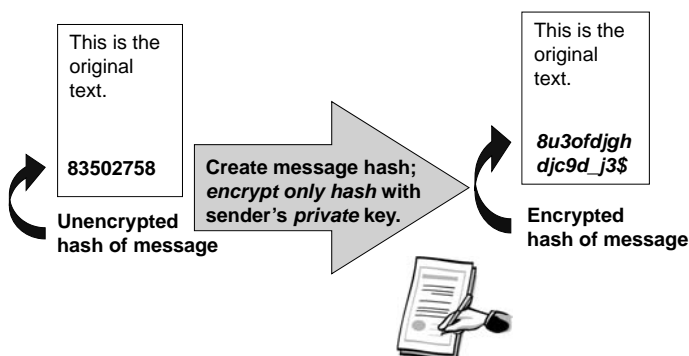 This is the
original
text.
83502758
Unencrypted
hash of message
Create message hash;
encrypt only hash with
sender's private key.
This is the
original
text.
8u3ofdjgh
djc9d_j3$
Encrypted
hash of message